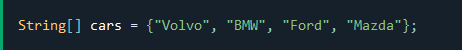 String[] cars = {"Volvo", "BMW", "Ford", "Mazda"};